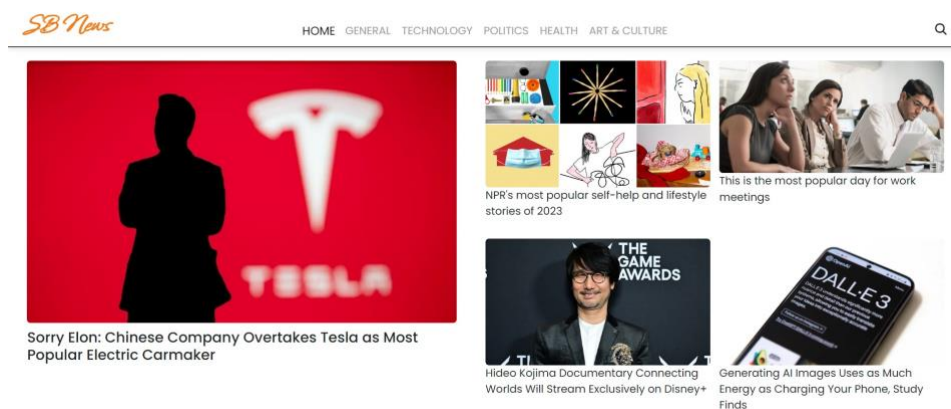 SB News
HOME GENERAL TECHNOLOGY POLITICS HEALTH ART & CULTURE
TESLA
Sorry Elon: Chinese Company Overtakes Tesla as Most
Popular Electric Carmaker
NPR's most popular self-help and lifestyle
stories of 2023
This is the most popular day for work
meetings
THE
GAME
AWARDS
Hideo Kojima Documentary Connecting
Worlds Will Stream Exclusively on Disney+
OpenAI
DALL·E 3
Generating AI Images Uses as Much
Energy as Charging Your Phone, Study
Finds